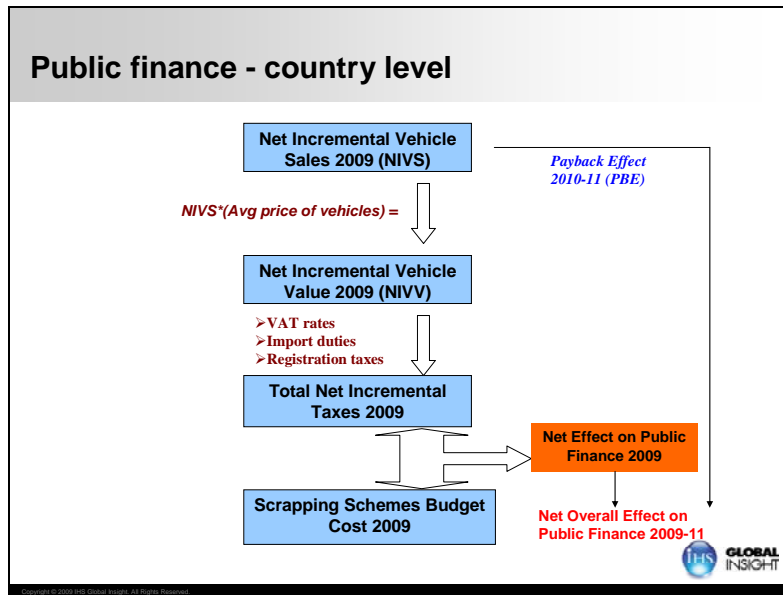 Public finance - country level
Net Incremental Vehicle
Sales 2009 (NIVS)
Payback Effect
2010-11 (PBE)
NIVS*(Avg price of vehicles) =
Net Incremental Vehicle
Value 2009 (NIVV)
➢VAT rates
➢Import duties
➢Registration taxes
Total Net Incremental
Taxes 2009
Net Effect on Public
Finance 2009
Scrapping Schemes Budget
Cost 2009
Net Overall Effect on
Public Finance 2009-11
IHS
GLOBAL
INSIGHT
Copyright © 2009 IHS Global Insight. All Rights Reserved.